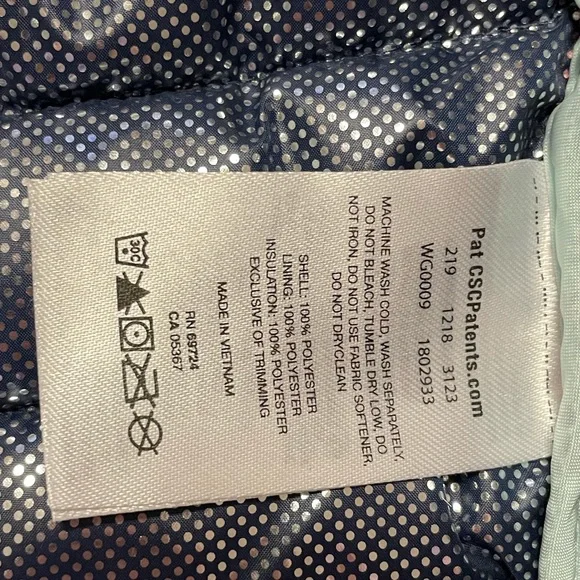 Pat CSCPatents.com
219 1218 3123
WG0009 1802933
MACHINE WASH COLD, WASH SEPARATELY,
DO NOT BLEACH, TUMBLE DRY LOW, DO
NOT IRON, DO NOT USE FABRIC SOFTENER,
DO NOT DRYCLEAN
SHELL: 100% POLYESTER
LINING: 100% POLYESTER
INSULATION: 100% POLYESTER
EXCLUSIVE OF TRIMMING
MADE IN VIETNAM
RN 69724
CA 05367
30C